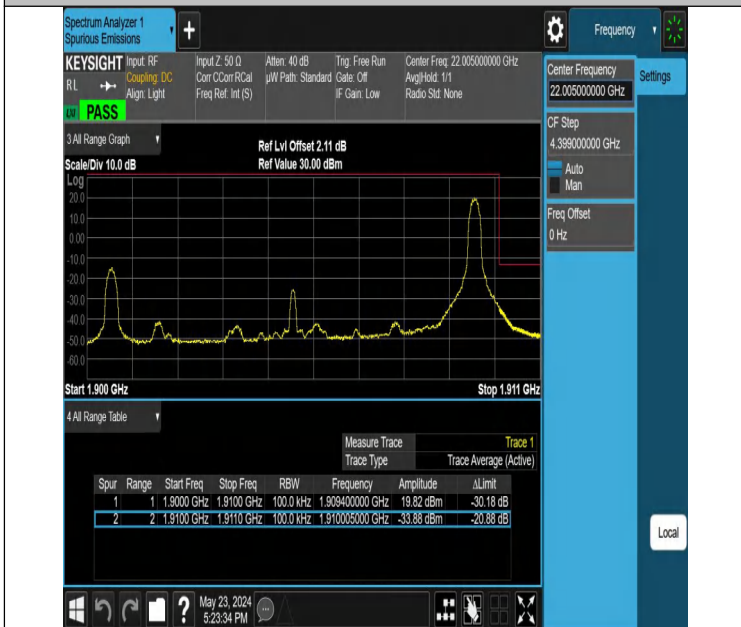 Spectrum Analyzer 1
Spurious Emissions
+
Frequency
KEYSIGHT Input: RF Input Z: 50 Ω Atten: 40 dB Trig: Free Run Center Freq: 22.005000000 GHz
RL Coupling: DC Corr CCorr RCal µW Path: Standard Gate: Off Avg|Hold: 1/1
Align: Light Freq Ref: Int (S) IF Gain: Low Radio Std: None
PASS
Center Frequency
22.005000000 GHz
Settings
CF Step
4.399000000 GHz
Auto
Man
Freq Offset
0 Hz
3 All Range Graph
Ref Lvl Offset 2.11 dB
Scale/Div 10.0 dB Ref Value 30.00 dBm
Log
20.0
10.0
0.00
-10.0
-20.0
-30.0
-40.0
-50.0
-60.0
Start 1.900 GHz Stop 1.911 GHz
4 All Range Table
Measure Trace Trace 1
Trace Type Trace Average (Active)
Spur Range Start Freq Stop Freq RBW Frequency Amplitude ΔLimit
1 1 1.9000 GHz 1.9100 GHz 100.0 kHz 1.909400000 GHz 19.82 dBm -30.18 dB
2 2 1.9100 GHz 1.9110 GHz 100.0 kHz 1.910005000 GHz -33.88 dBm -20.88 dB
Local
?
May 23, 2024
5:23:34 PM